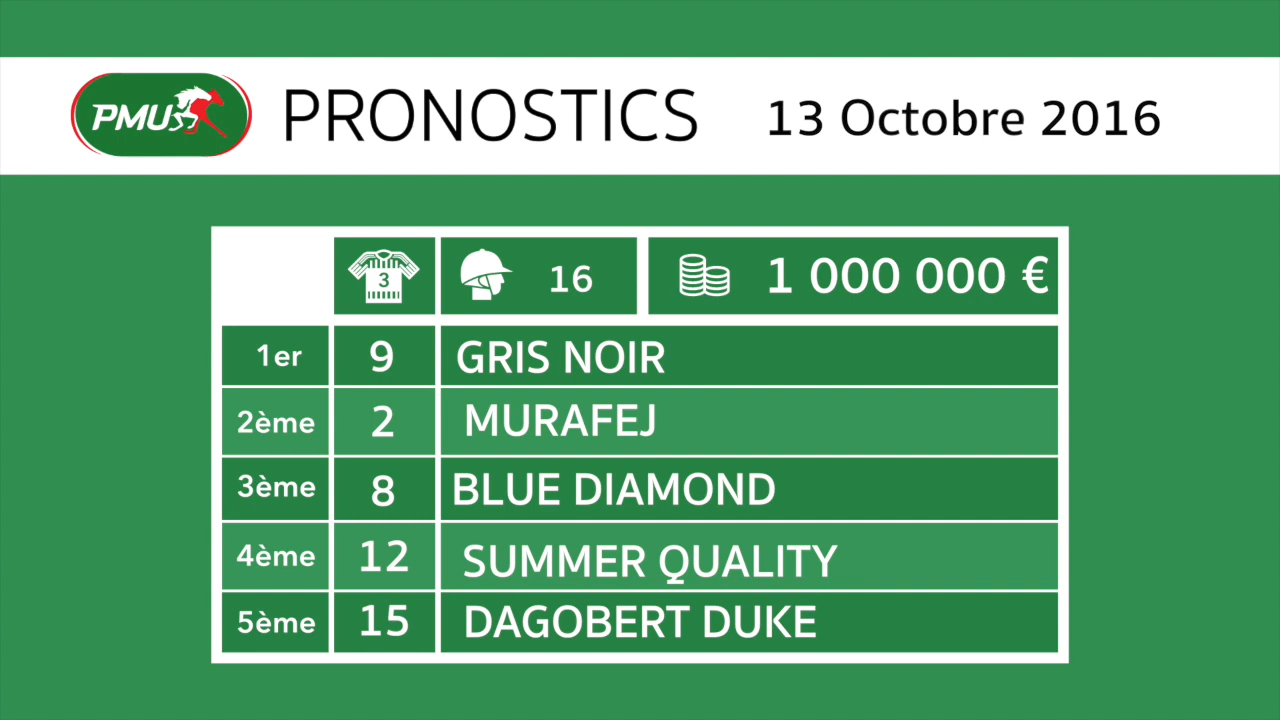 PMU PRONOSTICS 13 Octobre 2016
3 16 1 000 000 €
1er 9 GRIS NOIR
2ème 2 MURAFEJ
3ème 8 BLUE DIAMOND
4ème 12 SUMMER QUALITY
5ème 15 DAGOBERT DUKE